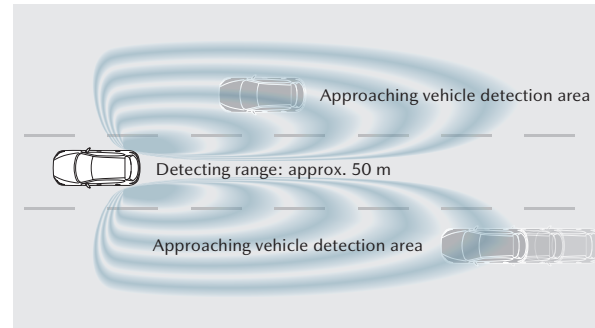 Approaching vehicle detection area
Detecting range: approx. 50 m
Approaching vehicle detection area